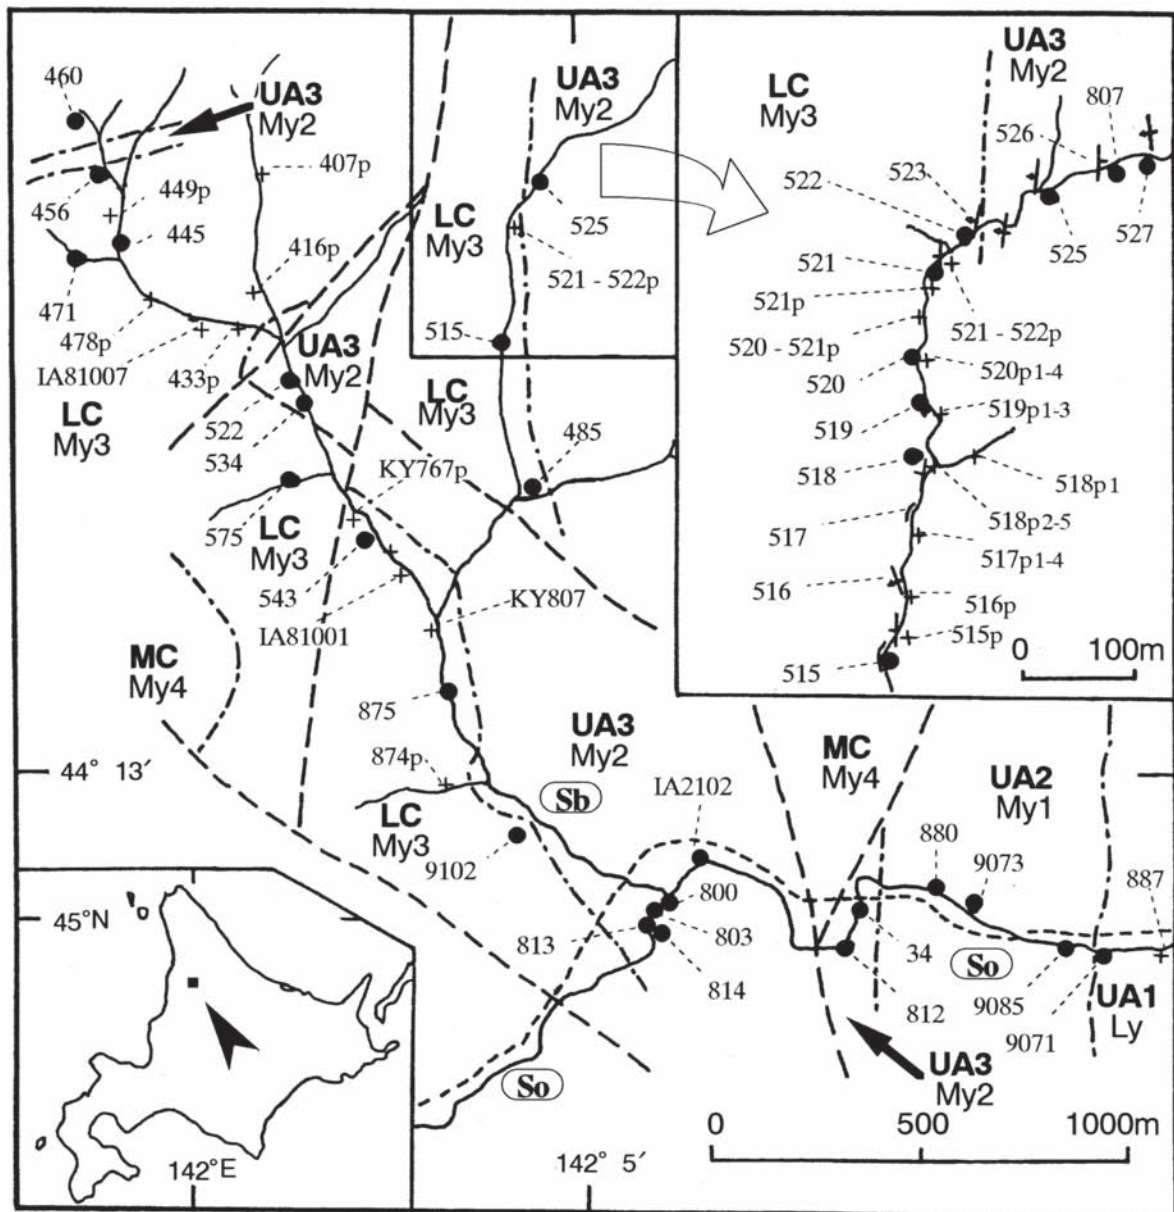 460
UA3
My2
407p
456
449p
445
416p
471
478p
IA81007
433p
UA3
My2
LC
My3
522
534
575
LC
My3
543
IA81001
KY767p
KY807
MC
My4
UA3
My2
LC
My3
525
521 - 522p
515
LC
My3
485
LC
My3
UA3
My2
807
526
523
522
525
527
521
521p
521 - 522p
520 - 521p
520p1-4
520
519p1-3
519
518
518p1
518p2-5
517
517p1-4
516
516p
515p
515
0 100m
875
874p
44° 13′
UA3
My2
Sb
IA2102
LC
My3
9102
MC
My4
UA2
My1
880
9073
887
800
803
813
814
34
So
812
9085
9071
UA1
Ly
UA3
My2
So
0 500 1000m
142° 5′
45°N
142°E